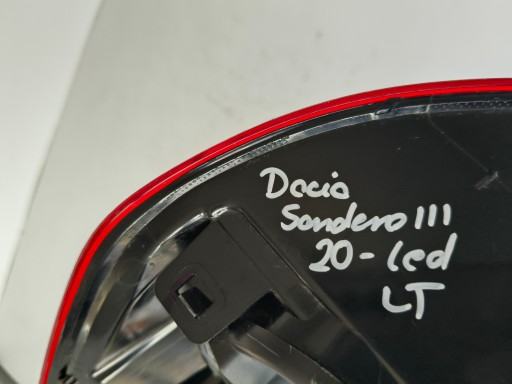 Dacia
Sandero III
20-led
LT